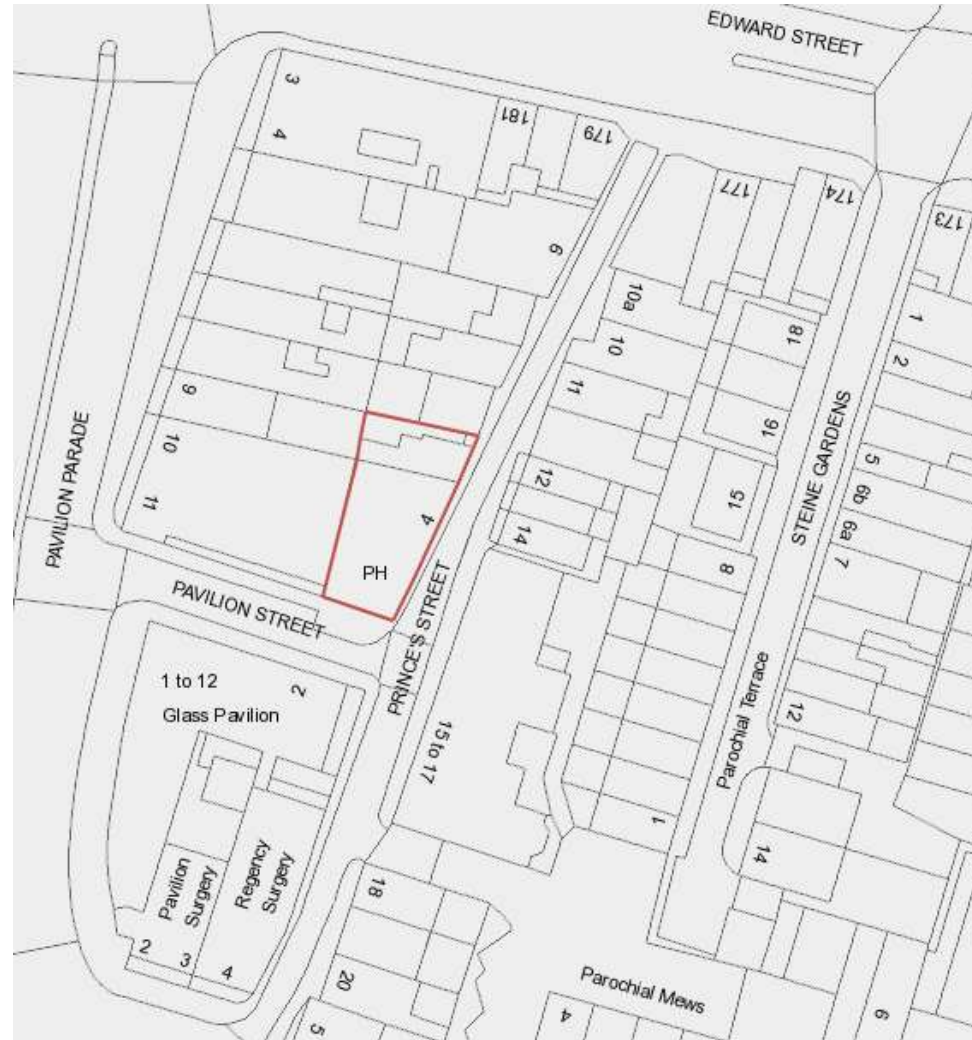 EDWARD STREET
3
4
181
179
177
174
173
6
10a
10
11
18
1
2
9
10
11
16
5
6b
6a
7
12
14
15
8
4
PH
STEINE GARDENS
PAVILION PARADE
PAVILION STREET
PRINCE'S STREET
1 to 12
Glass Pavilion
2
15 to 17
Parochial Terrace
12
1
14
Pavilion
Surgery
Regency
Surgery
2
3
4
18
20
5
Parochial Mews
4
6